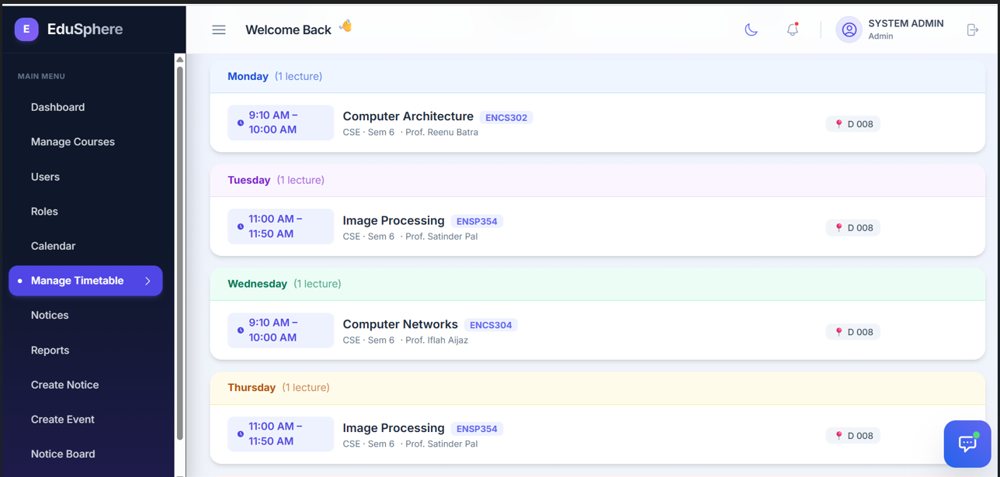 E EduSphere
Welcome Back 👋
SYSTEM ADMIN
Admin
MAIN MENU
Dashboard
Manage Courses
Users
Roles
Calendar
Manage Timetable
Notices
Reports
Create Notice
Create Event
Notice Board
Monday (1 lecture)
9:10 AM –
10:00 AM
Computer Architecture ENCS302
CSE · Sem 6 · Prof. Reenu Batra
📍 D 008
Tuesday (1 lecture)
11:00 AM –
11:50 AM
Image Processing ENSP354
CSE · Sem 6 · Prof. Satinder Pal
📍 D 008
Wednesday (1 lecture)
9:10 AM –
10:00 AM
Computer Networks ENCS304
CSE · Sem 6 · Prof. Iflah Aijaz
📍 D 008
Thursday (1 lecture)
11:00 AM –
11:50 AM
Image Processing ENSP354
CSE · Sem 6 · Prof. Satinder Pal
📍 D 008